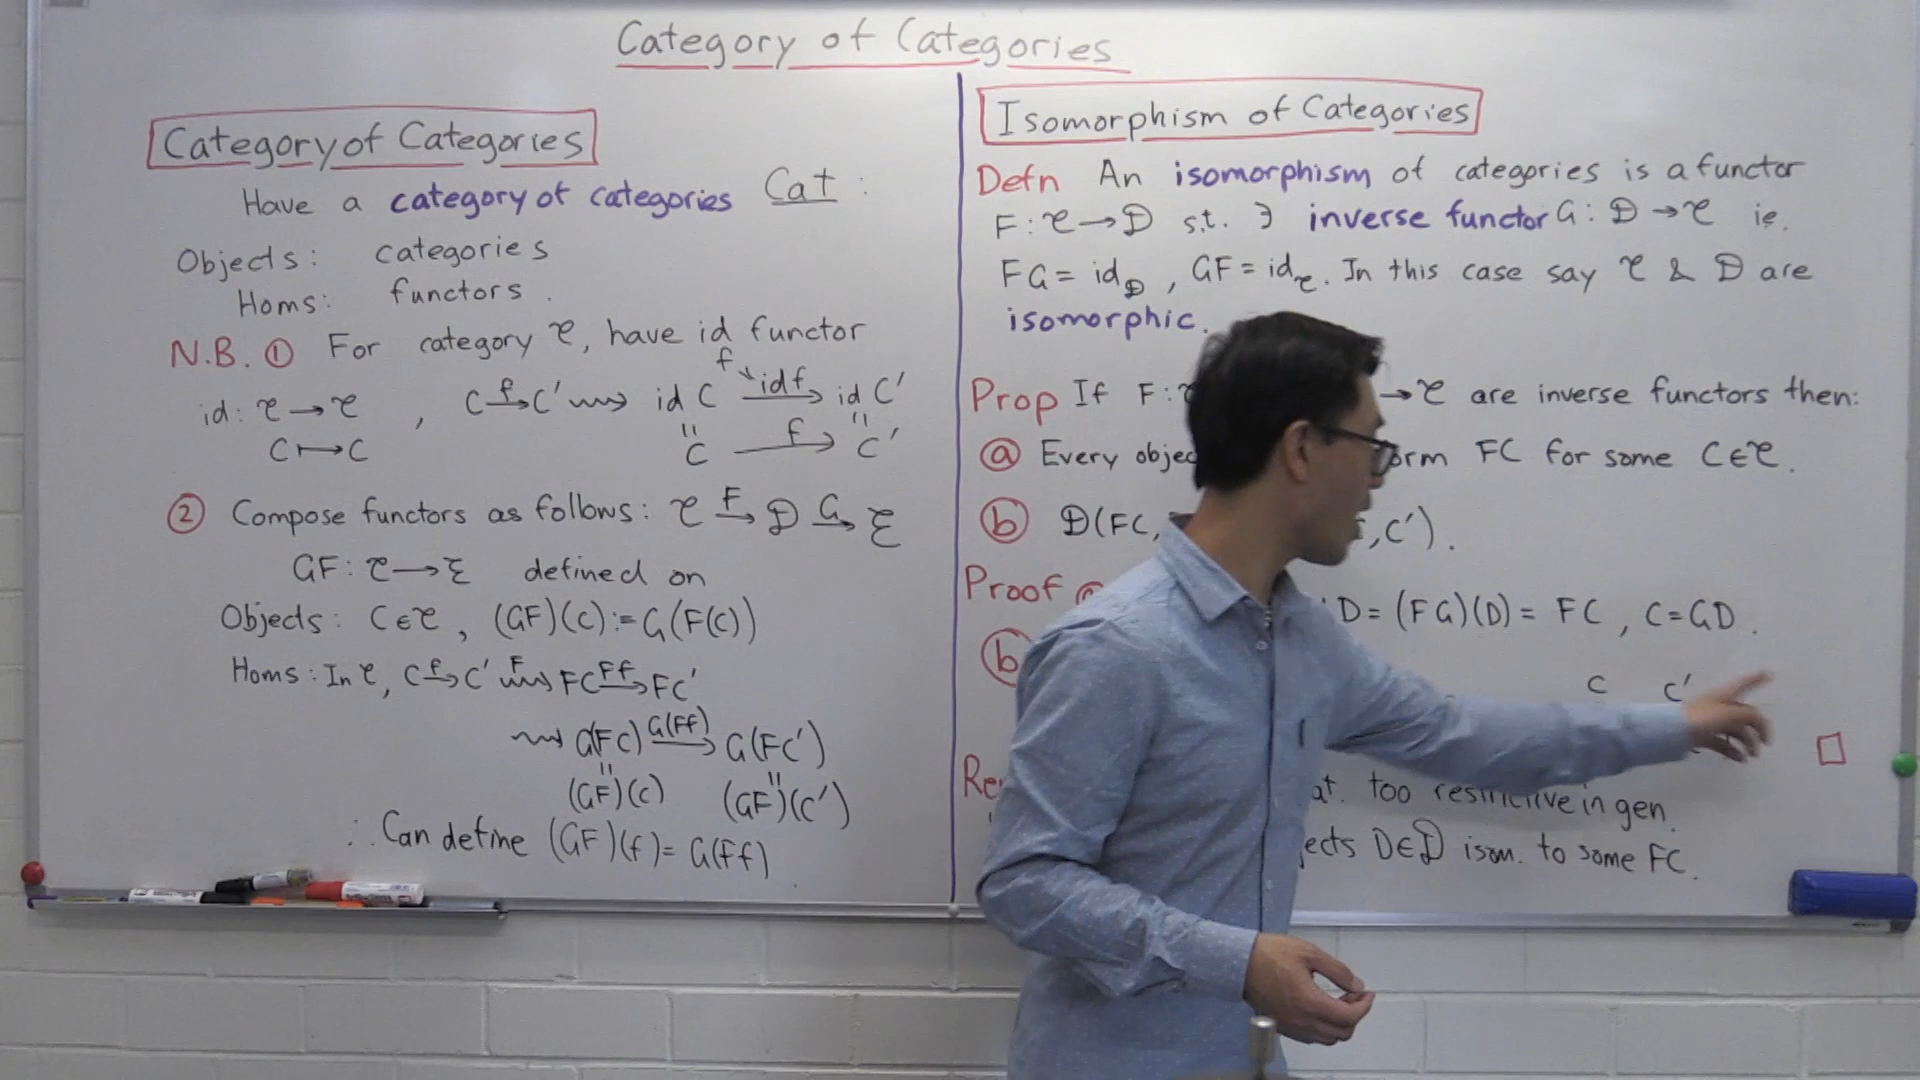 Category of Categories
Category of Categories
Have a category of categories Cat :
Objects: categories
Homs: functors.
N.B. ① For category 𝒞, have id functor
id: 𝒞 → 𝒞 , C →f C' ⇝ id C →id f id C'
f
C ↦ C
" "
C →f C'
② Compose functors as follows: 𝒞 →F 𝒟 →G ℰ
GF: 𝒞 → ℰ defined on
Objects: C ∈ 𝒞, (GF)(C) := G(F(C))
Homs: In 𝒞, C →f C' ⇝F FC →Ff FC'
⇝ G(FC) →G(Ff) G(FC')
" "
(GF)(C) (GF)(C')
∴ Can define (GF)(f) = G(Ff)
Isomorphism of Categories
Defn An isomorphism of categories is a functor
F: 𝒞 → 𝒟 s.t. ∃ inverse functor G: 𝒟 → 𝒞 ie.
FG = id𝒟 , GF = id𝒞. In this case say 𝒞 & 𝒟 are
isomorphic.
Prop If F: 𝒞 → 𝒞 are inverse functors then:
ⓐ Every objec orm FC for some C ∈ 𝒞.
ⓑ 𝒟(FC, ,C').
Proof ⓐ D = (FG)(D) = FC , C = GD.
ⓑ
C C'
□
Re at. too restrictive in gen.
ects D ∈ 𝒟 isom. to some FC.